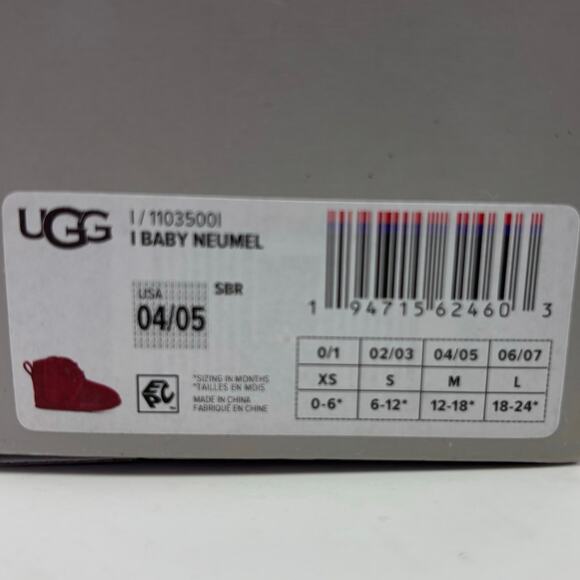 UGG
I / 1103500I
I BABY NEUMEL
USA
04/05
SBR
1 94715 62460 3
0/1 02/03 04/05 06/07
XS S M L
0-6* 6-12* 12-18* 18-24*
*SIZING IN MONTHS
*TAILLES EN MOIS
MADE IN CHINA
FABRIQUÉ EN CHINE